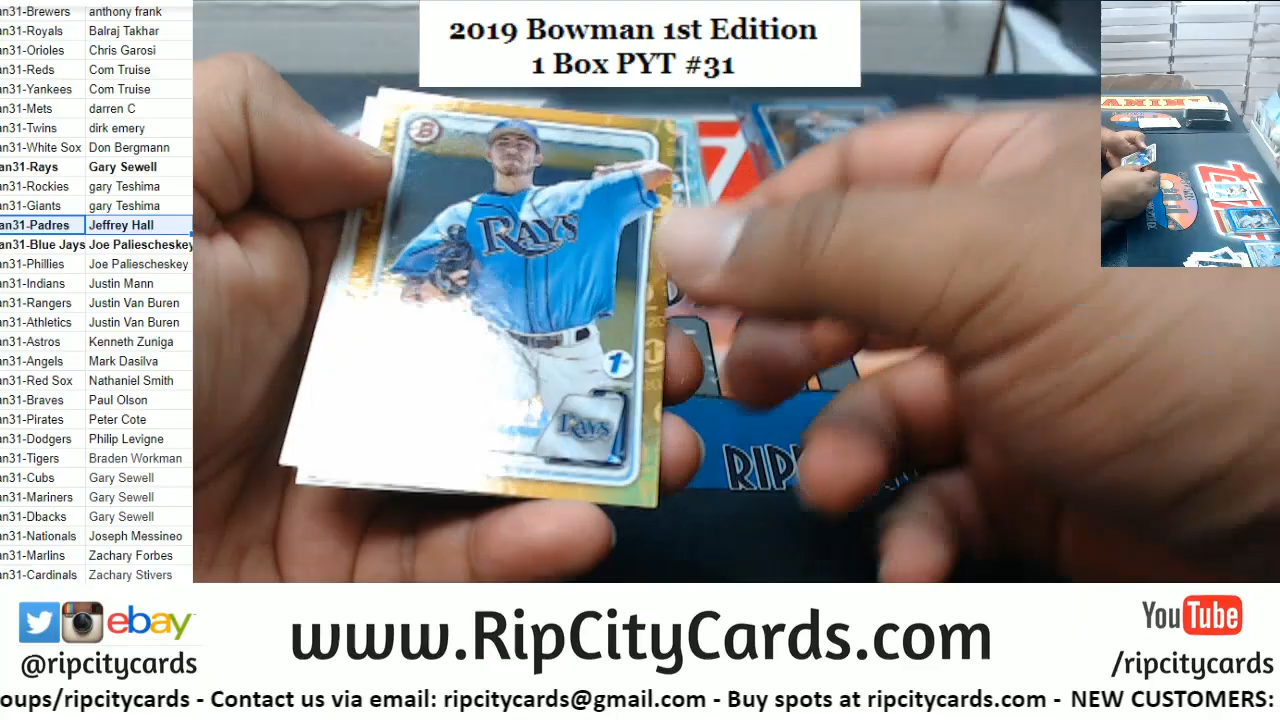 2019 Bowman 1st Edition
1 Box PYT #31
an31-Brewers anthony frank
an31-Royals Balraj Takhar
an31-Orioles Chris Garosi
an31-Reds Com Truise
an31-Yankees Com Truise
an31-Mets darren C
an31-Twins dirk emery
an31-White Sox Don Bergmann
an31-Rays Gary Sewell
an31-Rockies gary Teshima
an31-Giants gary Teshima
an31-Padres Jeffrey Hall
an31-Blue Jays Joe Paliescheskey
an31-Phillies Joe Paliescheskey
an31-Indians Justin Mann
an31-Rangers Justin Van Buren
an31-Athletics Justin Van Buren
an31-Astros Kenneth Zuniga
an31-Angels Mark Dasilva
an31-Red Sox Nathaniel Smith
an31-Braves Paul Olson
an31-Pirates Peter Cote
an31-Dodgers Philip Levigne
an31-Tigers Braden Workman
an31-Cubs Gary Sewell
an31-Mariners Gary Sewell
an31-Dbacks Gary Sewell
an31-Nationals Joseph Messineo
an31-Marlins Zachary Forbes
an31-Cardinals Zachary Stivers
B
RAYS
1st
RAYS
RIP
PANINI
ebay
@ripcitycards
www.RipCityCards.com
YouTube
/ripcitycards
oups/ripcitycards - Contact us via email: ripcitycards@gmail.com - Buy spots at ripcitycards.com - NEW CUSTOMERS: